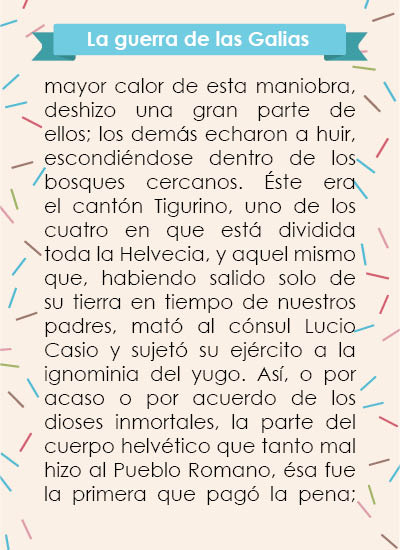 La guerra de las Galias
mayor calor de esta maniobra,
deshizo una gran parte de
ellos; los demás echaron a huir,
escondiéndose dentro de los
bosques cercanos. Éste era
el cantón Tigurino, uno de los
cuatro en que está dividida
toda la Helvecia, y aquel mismo
que, habiendo salido solo de
su tierra en tiempo de nuestros
padres, mató al cónsul Lucio
Casio y sujetó su ejército a la
ignominia del yugo. Así, o por
acaso o por acuerdo de los
dioses inmortales, la parte del
cuerpo helvético que tanto mal
hizo al Pueblo Romano, ésa fue
la primera que pagó la pena;